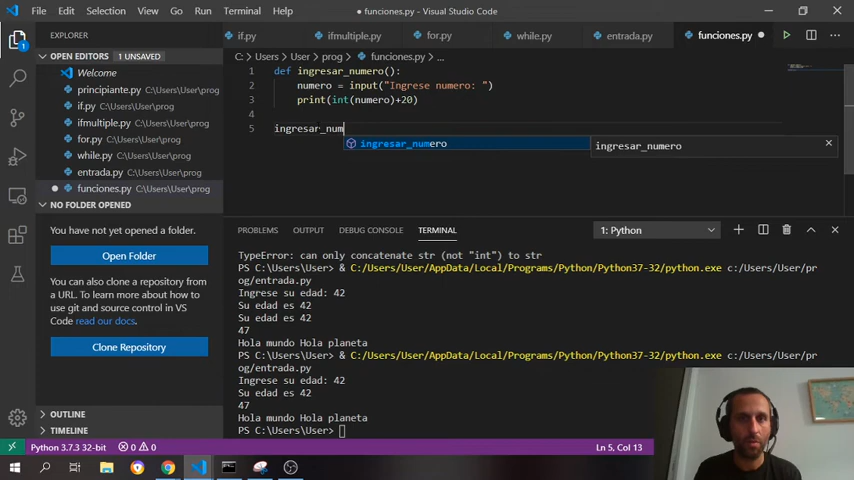 File Edit Selection View Go Run Terminal Help
● funciones.py - Visual Studio Code
EXPLORER
if.py ifmultiple.py for.py while.py entrada.py funciones.py ●
OPEN EDITORS 1 UNSAVED
Welcome
principiante.py C:\Users\User\prog
if.py C:\Users\User\prog
ifmultiple.py C:\Users\User\prog
for.py C:\Users\User\prog
while.py C:\Users\User\prog
entrada.py C:\Users\User\prog
● funciones.py C:\Users\User\prog
NO FOLDER OPENED
You have not yet opened a folder.
Open Folder
You can also clone a repository from
a URL. To learn more about how to
use git and source control in VS
Code read our docs.
Clone Repository
OUTLINE
TIMELINE
C: > Users > User > prog > funciones.py > ...
1 def ingresar_numero():
2 numero = input("Ingrese numero: ")
3 print(int(numero)+20)
4
5 ingresar_num
ingresar_numero
ingresar_numero
PROBLEMS OUTPUT DEBUG CONSOLE TERMINAL 1: Python
TypeError: can only concatenate str (not "int") to str
PS C:\Users\User> & C:/Users/User/AppData/Local/Programs/Python/Python37-32/python.exe c:/Users/User/pr
og/entrada.py
Ingrese su edad: 42
Su edad es 42
Su edad es 42
47
Hola mundo Hola planeta
PS C:\Users\User> & C:/Users/User/AppData/Local/Programs/Python/Python37-32/python.exe c:/Users/User/pr
og/entrada.py
Ingrese su edad: 42
Su edad es 42
47
Hola mundo Hola planeta
PS C:\Users\User>
Python 3.7.3 32-bit 0 0 Ln 5, Col 13